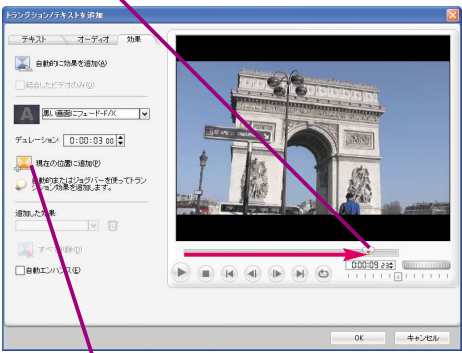 トランクション/テキストを追加
テキスト オーディオ 効果
自動的に効果を追加(A)
結合したビデオのみ(O)
A 黒い画面にフェード-F/X
デュレーション: 0:00:03 00
現在の位置に追加(P)
自動的またはジョグバーを使ってトラン
ジション効果を追加します。
追加した効果:
すべて削除(D)
自動エンハンス(E)
0:00:09.23
OK キャンセル